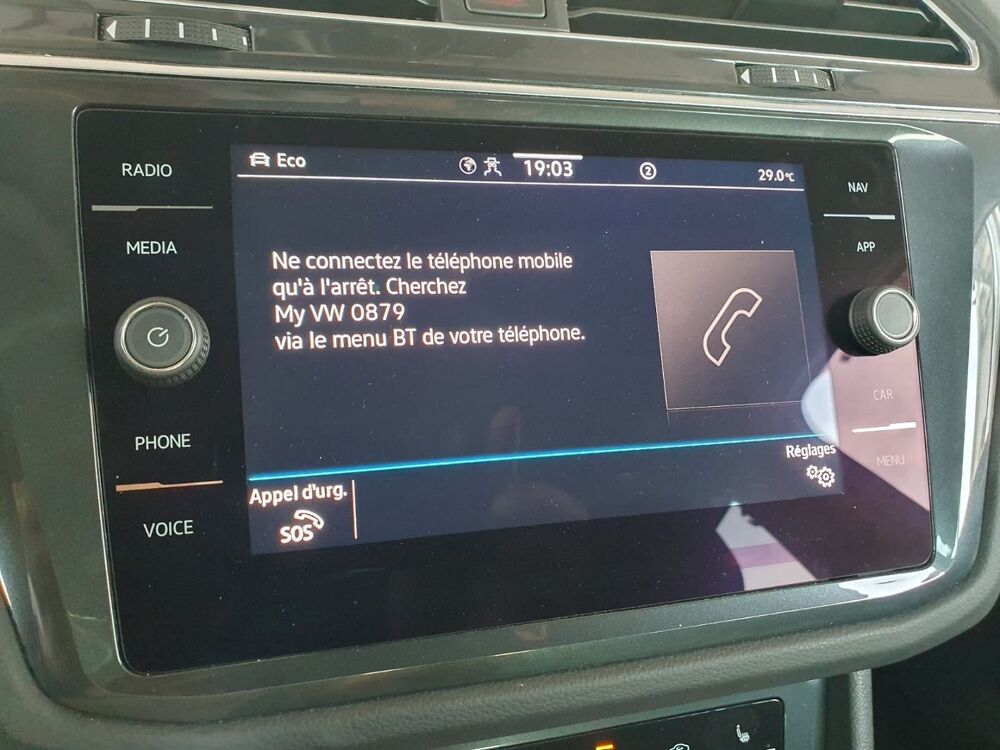 Eco
19:03
2
29.0°C
RADIO
MEDIA
PHONE
VOICE
Ne connectez le téléphone mobile
qu'à l'arrêt. Cherchez
My VW 0879
via le menu BT de votre téléphone.
Réglages
Appel d'urg.
SOS
NAV
APP
CAR
MENU